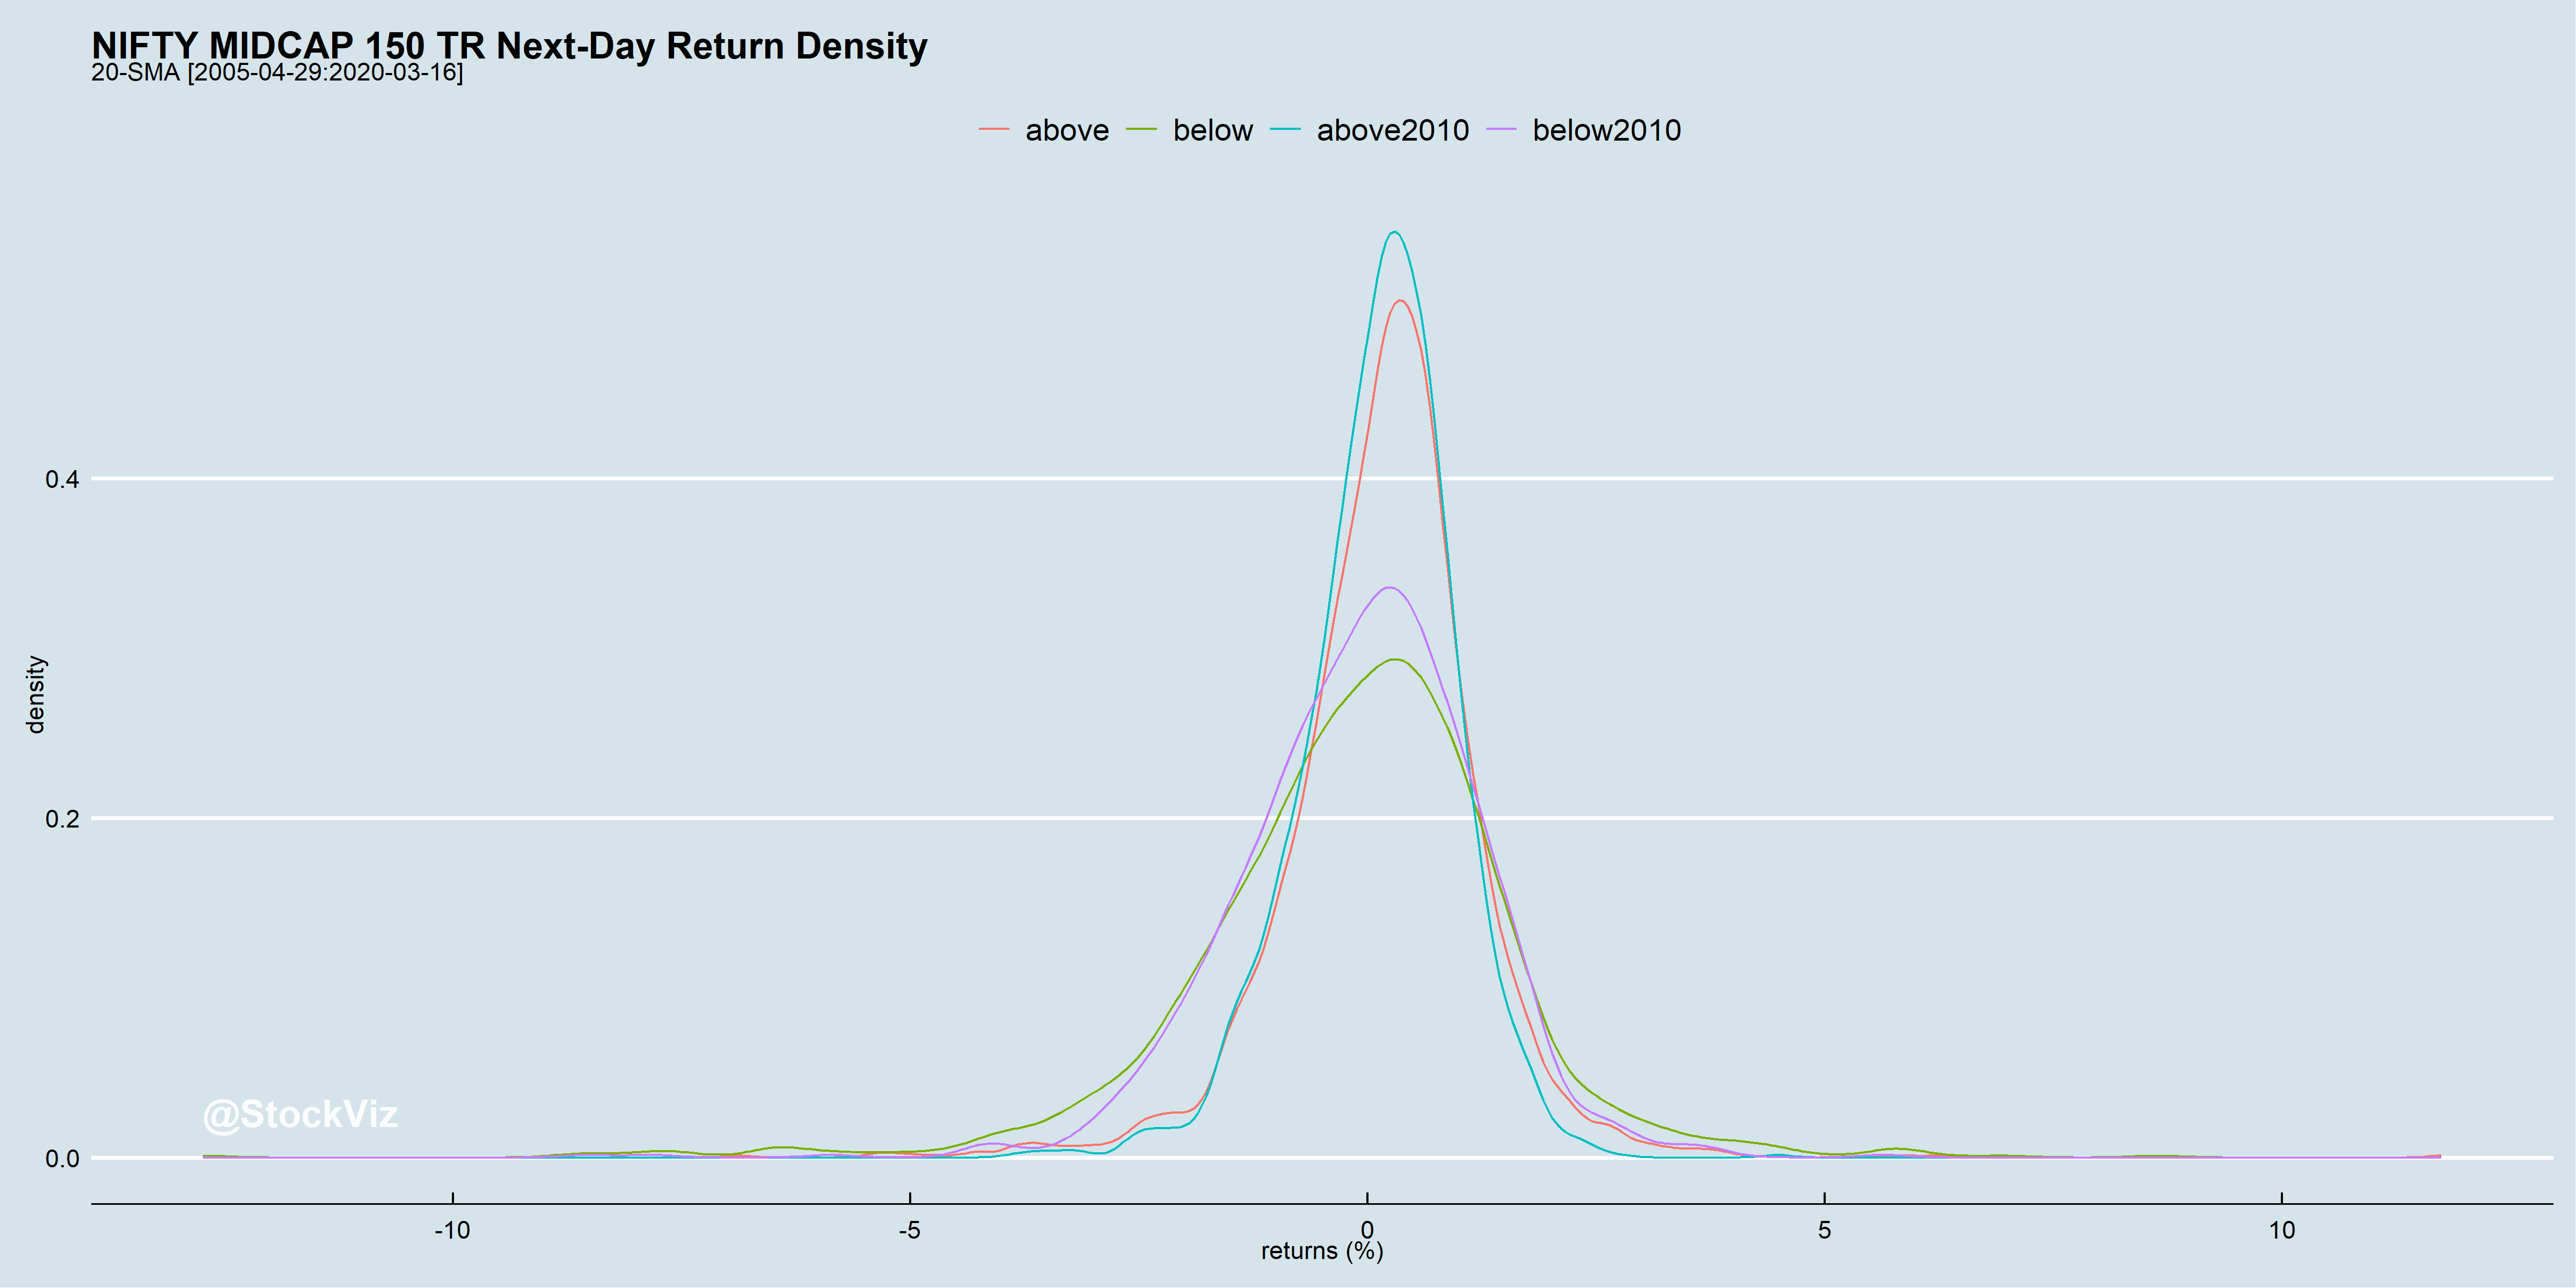 NIFTY MIDCAP 150 TR Next-Day Return Density
20-SMA [2005-04-29:2020-03-16]
above below above2010 below2010
0.4
0.2
0.0
density
@StockViz
-10 -5 0 5 10
returns (%)